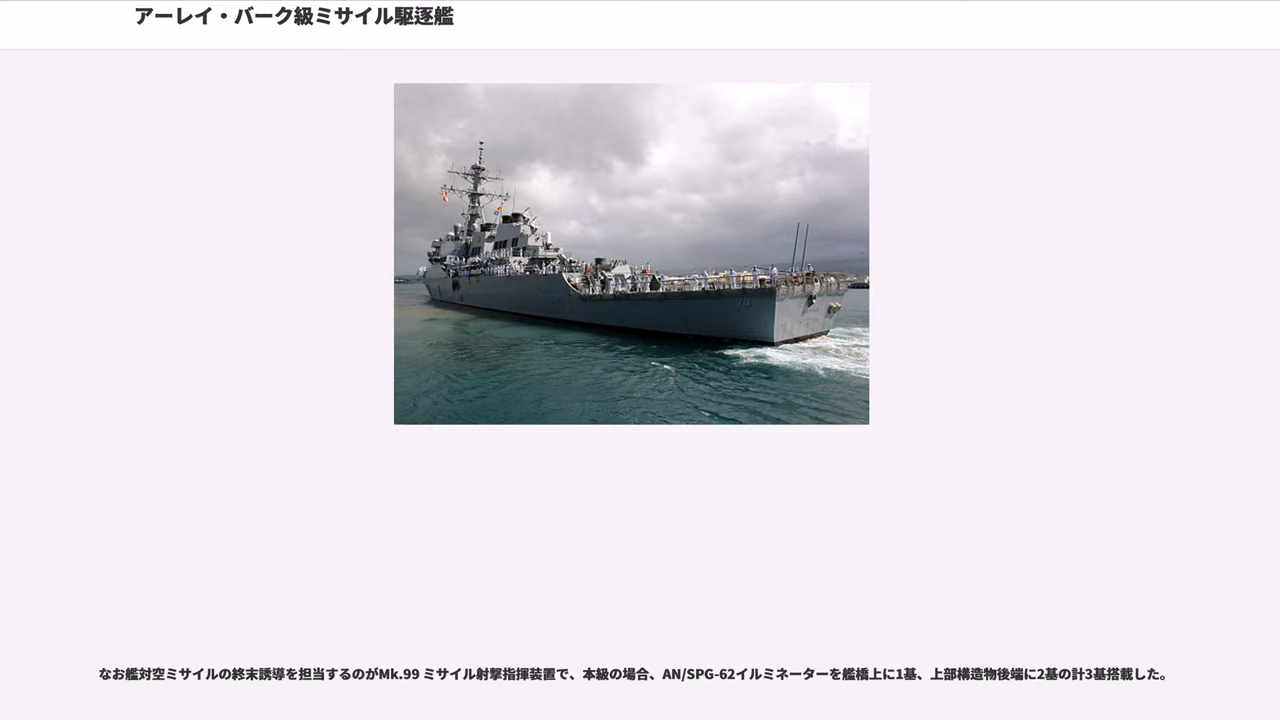 アーレイ・バーク級ミサイル駆逐艦
なお艦対空ミサイルの終末誘導を担当するのがMk.99 ミサイル射撃指揮装置で、本級の場合、AN/SPG-62イルミネーターを艦橋上に1基、上部構造物後端に2基の計3基搭載した。